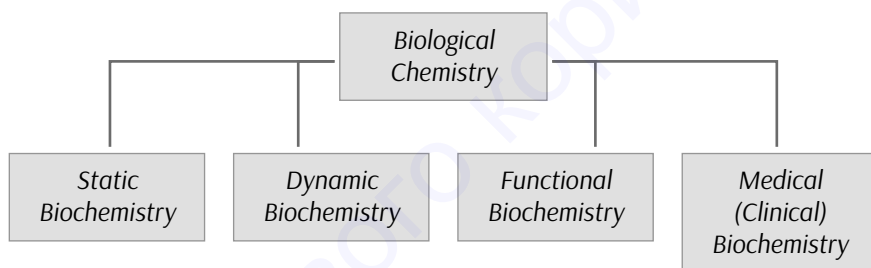 Biological
Chemistry
Static
Biochemistry
Dynamic
Biochemistry
Functional
Biochemistry
Medical
(Clinical)
Biochemistry